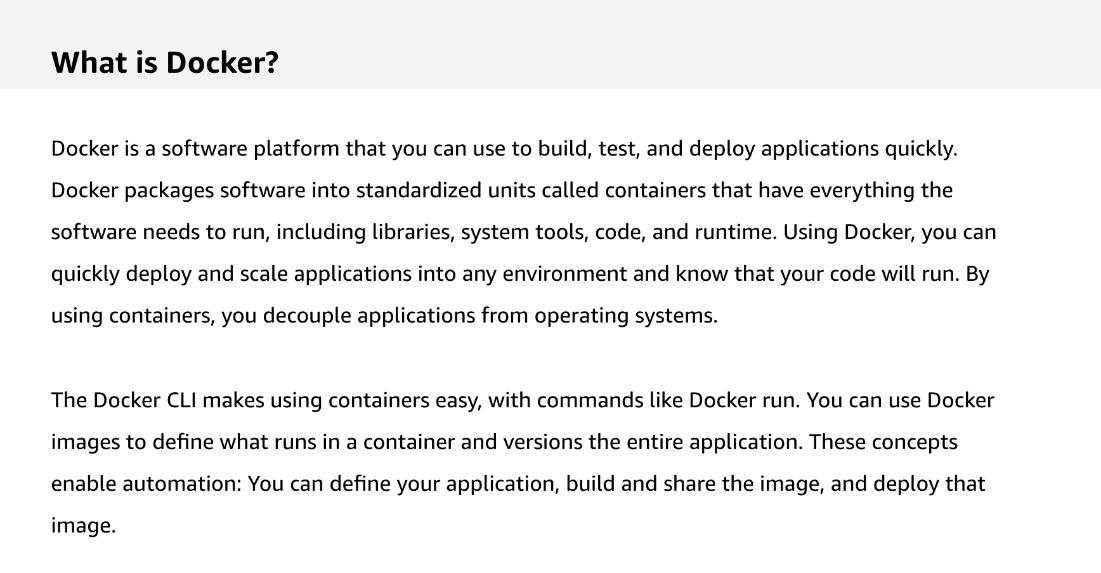 What is Docker?
Docker is a software platform that you can use to build, test, and deploy applications quickly.
Docker packages software into standardized units called containers that have everything the
software needs to run, including libraries, system tools, code, and runtime. Using Docker, you can
quickly deploy and scale applications into any environment and know that your code will run. By
using containers, you decouple applications from operating systems.
The Docker CLI makes using containers easy, with commands like Docker run. You can use Docker
images to define what runs in a container and versions the entire application. These concepts
enable automation: You can define your application, build and share the image, and deploy that
image.